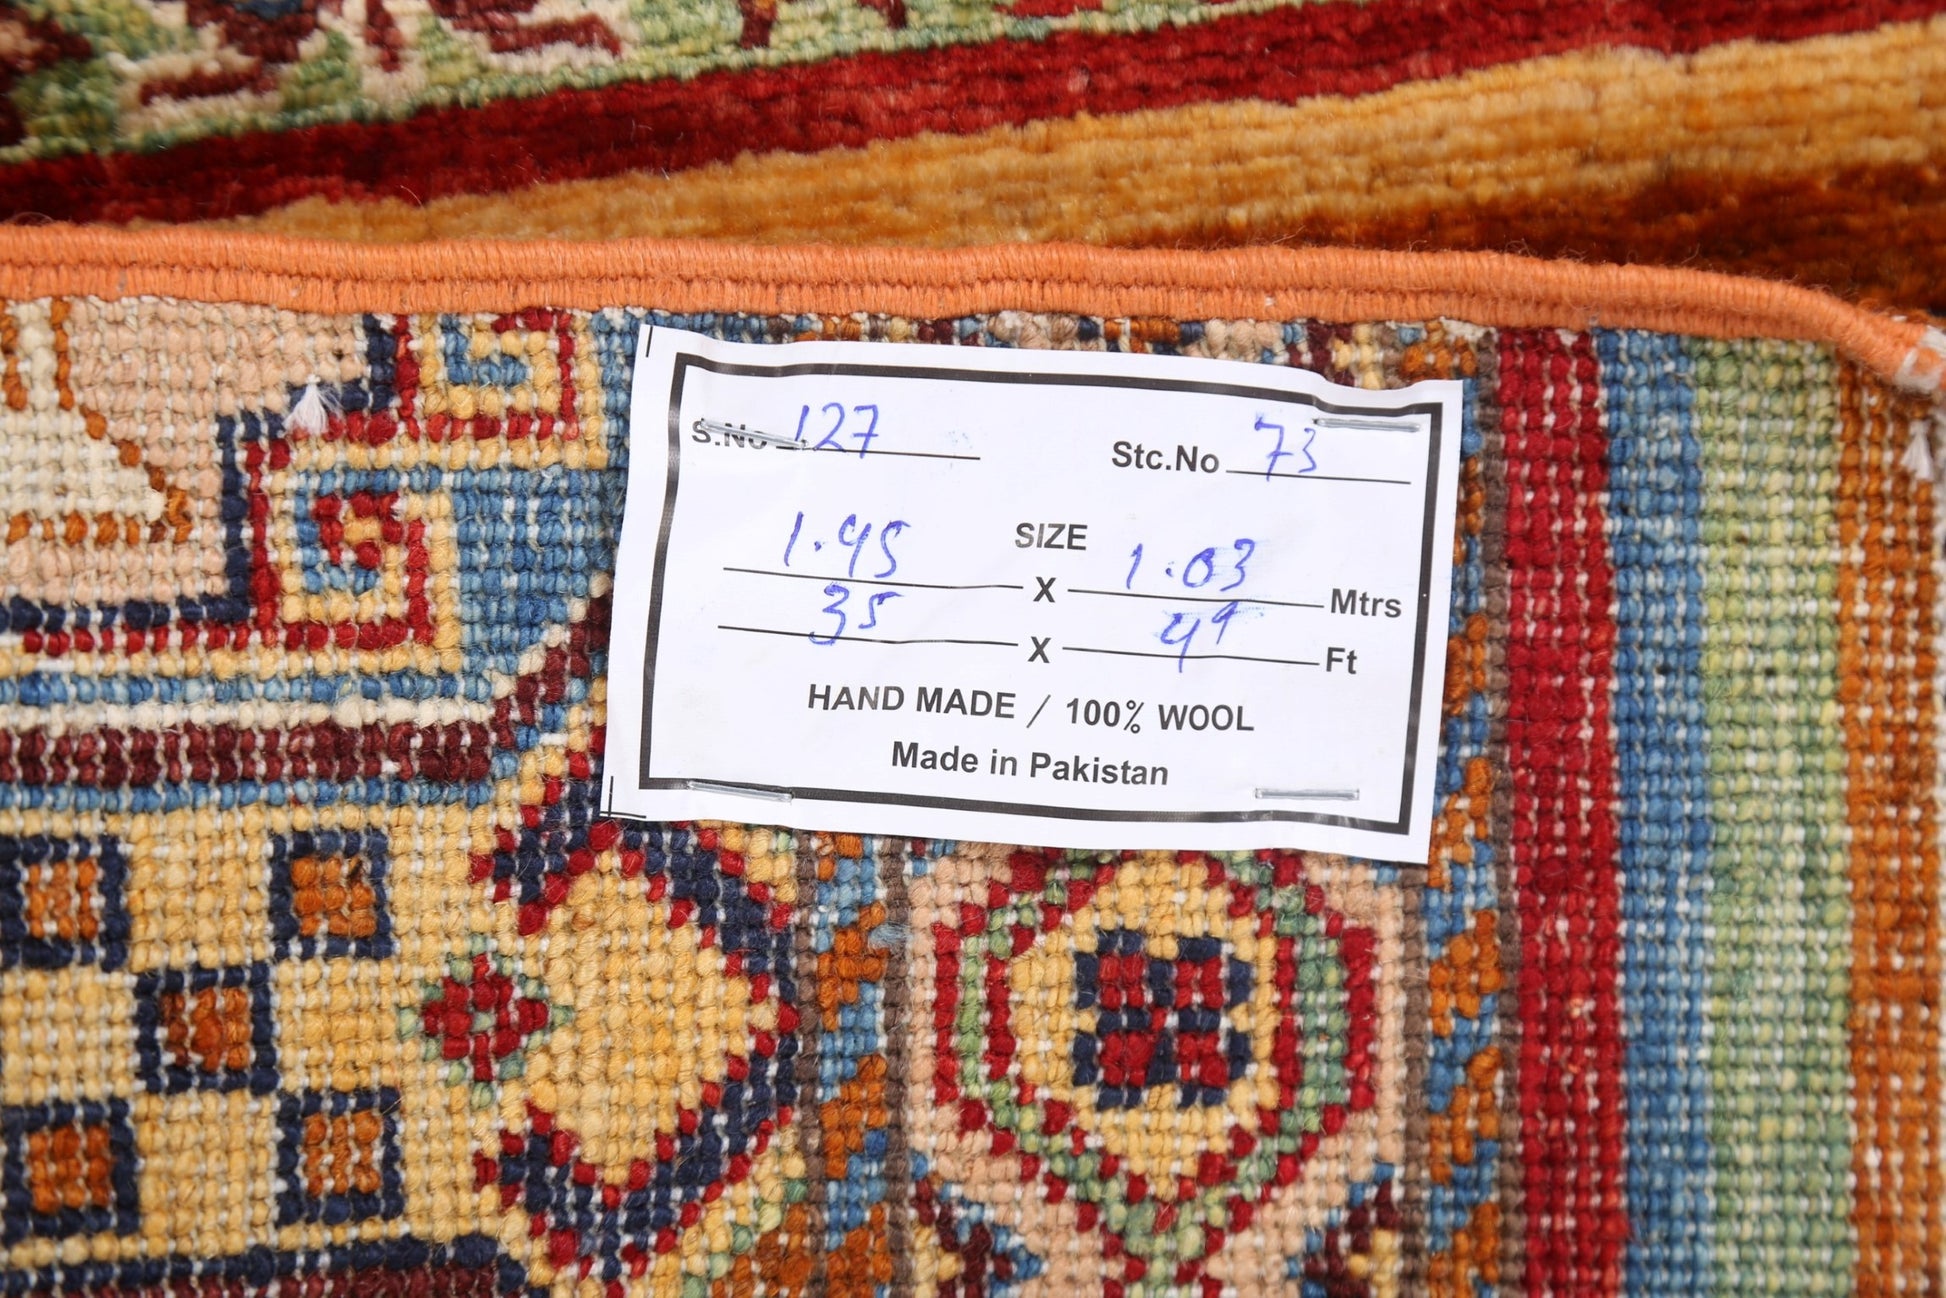 S.No 127 Stc.No 73
SIZE
1.45 X 1.03 Mtrs
3⁵ X 4⁹ Ft
HAND MADE / 100% WOOL
Made in Pakistan